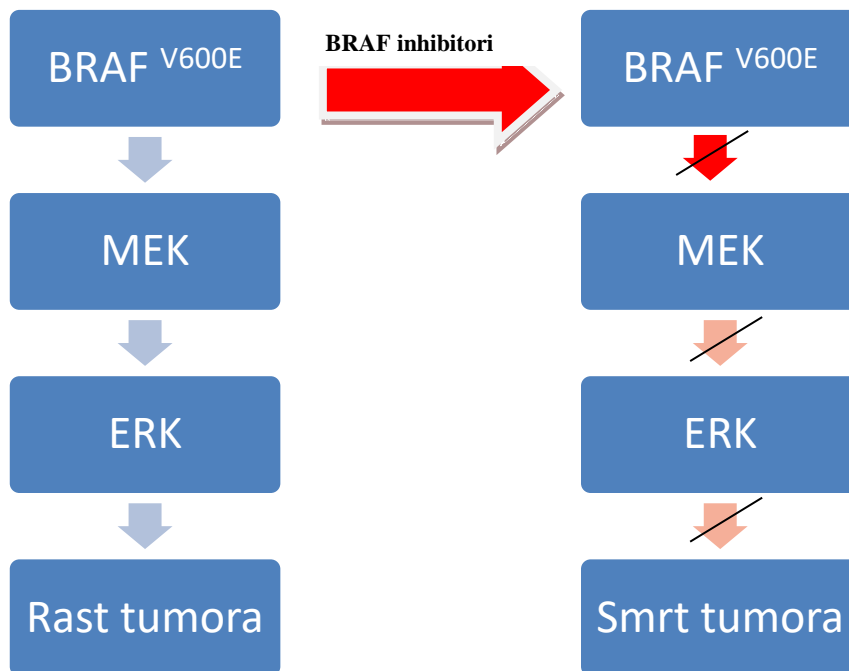 BRAF V600E
MEK
ERK
Rast tumora
BRAF inhibitori
BRAF V600E
MEK
ERK
Smrt tumora